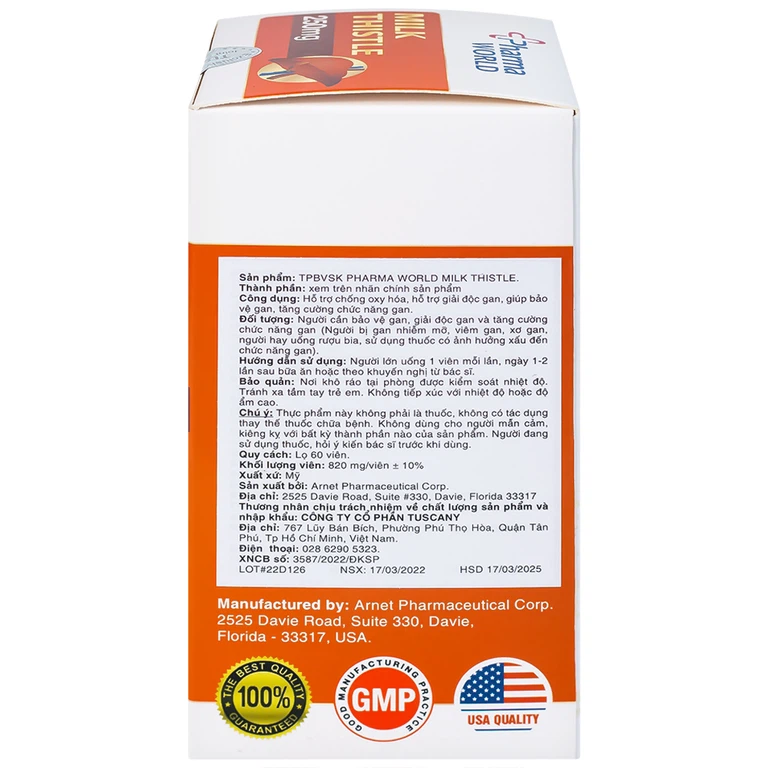 MILK
THISTLE
250mg
Pharma
WORLD
Sản phẩm: TPBVSK PHARMA WORLD MILK THISTLE.
Thành phần: xem trên nhãn chính sản phẩm
Công dụng: Hỗ trợ chống oxy hóa, hỗ trợ giải độc gan, giúp bảo
vệ gan, tăng cường chức năng gan.
Đối tượng: Người cần bảo vệ gan, giải độc gan và tăng cường
chức năng gan (Người bị gan nhiễm mỡ, viêm gan, xơ gan,
người hay uống rượu bia, sử dụng thuốc có ảnh hưởng xấu đến
chức năng gan).
Hướng dẫn sử dụng: Người lớn uống 1 viên mỗi lần, ngày 1-2
lần sau bữa ăn hoặc theo khuyến nghị từ bác sĩ.
Bảo quản: Nơi khô ráo tại phòng được kiểm soát nhiệt độ.
Tránh xa tầm tay trẻ em. Không tiếp xúc với nhiệt độ hoặc độ
ẩm cao.
Chú ý: Thực phẩm này không phải là thuốc, không có tác dụng
thay thế thuốc chữa bệnh. Không dùng cho người mẫn cảm,
kiêng kỵ với bất kỳ thành phần nào của sản phẩm. Người đang
sử dụng thuốc, hỏi ý kiến bác sĩ trước khi dùng.
Quy cách: Lọ 60 viên.
Khối lượng viên: 820 mg/viên ± 10%
Xuất xứ: Mỹ
Sản xuất bởi: Arnet Pharmaceutical Corp.
Địa chỉ: 2525 Davie Road, Suite #330, Davie, Florida 33317
Thương nhân chịu trách nhiệm về chất lượng sản phẩm và
nhập khẩu: CÔNG TY CỔ PHẦN TUSCANY
Địa chỉ: 767 Lũy Bán Bích, Phường Phú Thọ Hòa, Quận Tân
Phú, Tp Hồ Chí Minh, Việt Nam.
Điện thoại: 028 6290 5323.
XNCB số: 3587/2022/ĐKSP
LOT#22D126 NSX: 17/03/2022 HSD 17/03/2025
Manufactured by: Arnet Pharmaceutical Corp.
2525 Davie Road, Suite 330, Davie,
Florida - 33317, USA.
THE BEST QUALITY
100%
GUARANTEED
GOOD MANUFACTURING PRACTICE
GMP
USA QUALITY